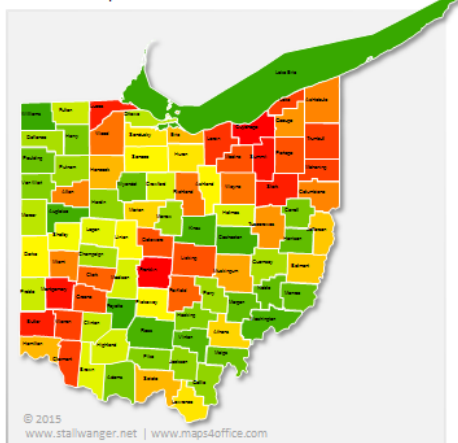 Lake Erie
Williams
Fulton
Lucas
Ottawa
Lake
Ashtabula
Geauga
Cuyahoga
Defiance
Henry
Wood
Sandusky
Erie
Lorain
Trumbull
Paulding
Putnam
Hancock
Seneca
Huron
Medina
Summit
Portage
Mahoning
Van Wert
Allen
Wyandot
Crawford
Richland
Ashland
Wayne
Stark
Columbiana
Mercer
Auglaize
Hardin
Marion
Morrow
Knox
Holmes
Tuscarawas
Carroll
Jefferson
Shelby
Logan
Union
Delaware
Coshocton
Harrison
Darke
Miami
Champaign
Madison
Franklin
Licking
Muskingum
Guernsey
Belmont
Preble
Montgomery
Clark
Greene
Fayette
Pickaway
Fairfield
Perry
Morgan
Noble
Monroe
Butler
Warren
Clinton
Ross
Hocking
Washington
Hamilton
Clermont
Highland
Vinton
Athens
Meigs
Brown
Adams
Pike
Jackson
Scioto
Gallia
Lawrence
© 2015
www.stallwanger.net | www.maps4office.com